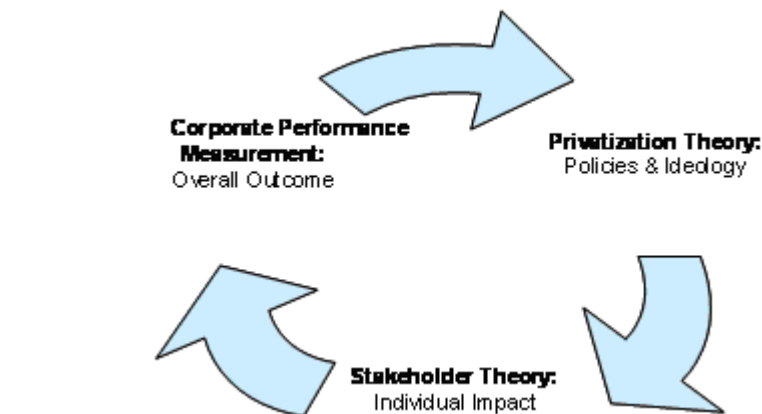 Corporate Performance
Measurement:
Overall Outcome
Privatization Theory:
Policies & Ideology
Stakeholder Theory:
Individual Impact